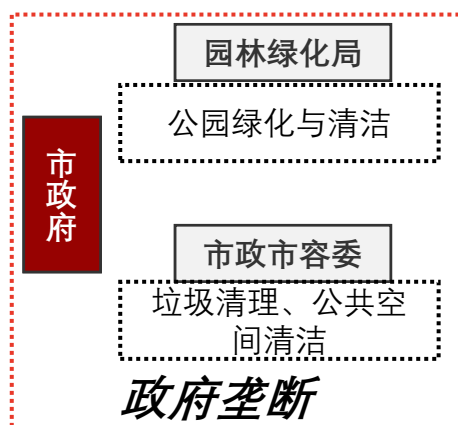 园林绿化局
公园绿化与清洁
市政府
市政市容委
垃圾清理、公共空
间清洁
政府垄断